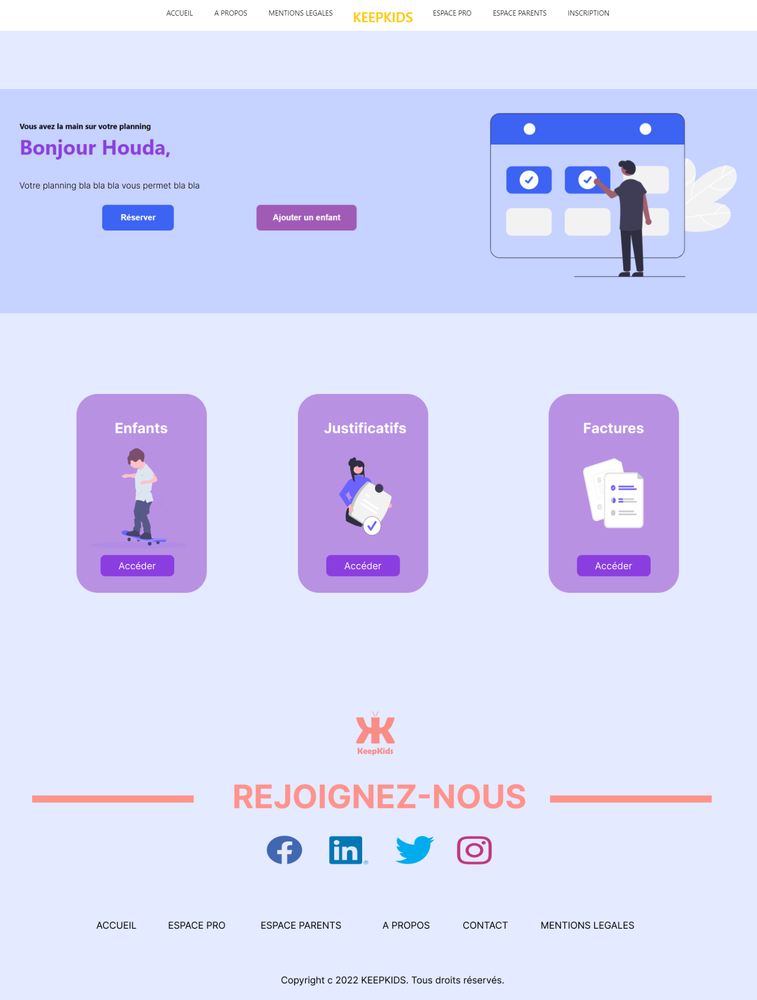 ACCUEIL A PROPOS MENTIONS LEGALES KEEPKIDS ESPACE PRO ESPACE PARENTS INSCRIPTION
Vous avez la main sur votre planning
Bonjour Houda,
Votre planning bla bla bla vous permet bla bla
Réserver Ajouter un enfant
Enfants Justificatifs Factures
Accéder Accéder Accéder
KeepKids
REJOIGNEZ-NOUS
in ®
ACCUEIL ESPACE PRO ESPACE PARENTS A PROPOS CONTACT MENTIONS LEGALES
Copyright c 2022 KEEPKIDS. Tous droits réservés.